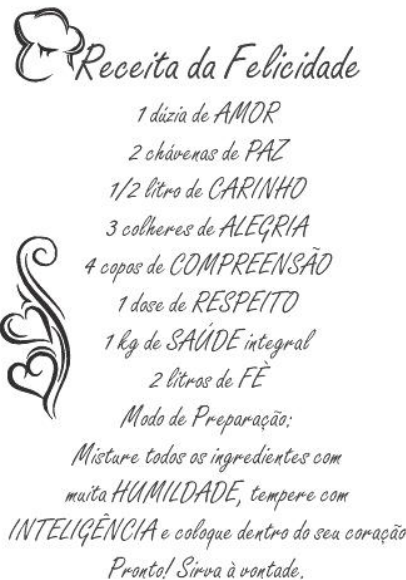 Receita da Felicidade
1 dúzia de AMOR
2 chávenas de PAZ
1/2 litro de CARINHO
3 colheres de ALEGRIA
4 copos de COMPREENSÃO
1 dose de RESPEITO
1 kg de SAÚDE integral
2 litros de FÈ
Modo de Preparação:
Misture todos os ingredientes com
muita HUMILDADE, tempere com
INTELIGÊNCIA e coloque dentro do seu coração
Pronto! Sirva à vontade.